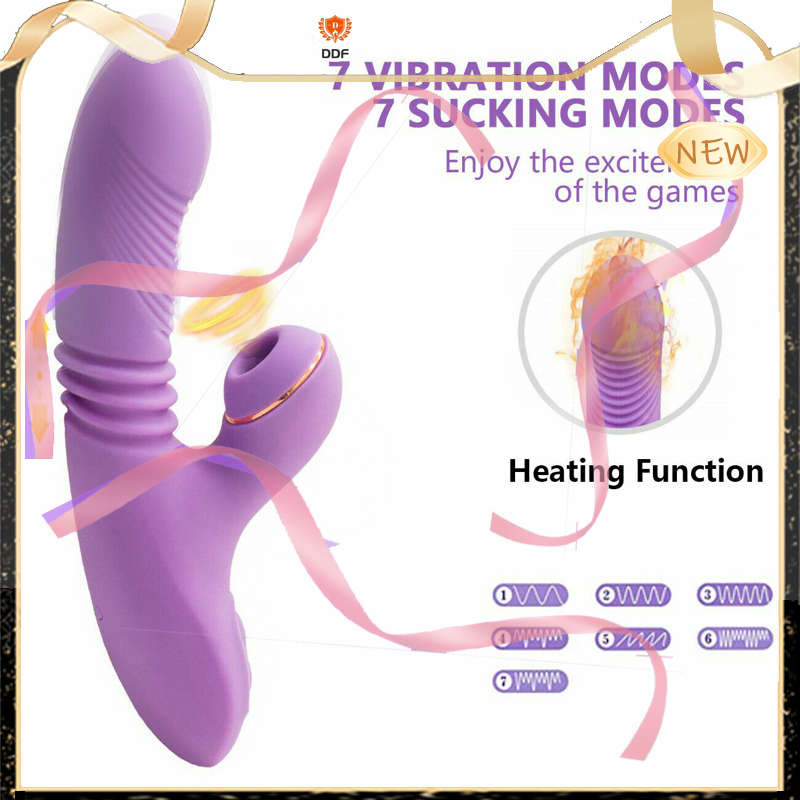 DDF
7 VIBRATION MODES
7 SUCKING MODES
Enjoy the excite
of the games
NEW
Heating Function
1
2
3
4
5
6
7